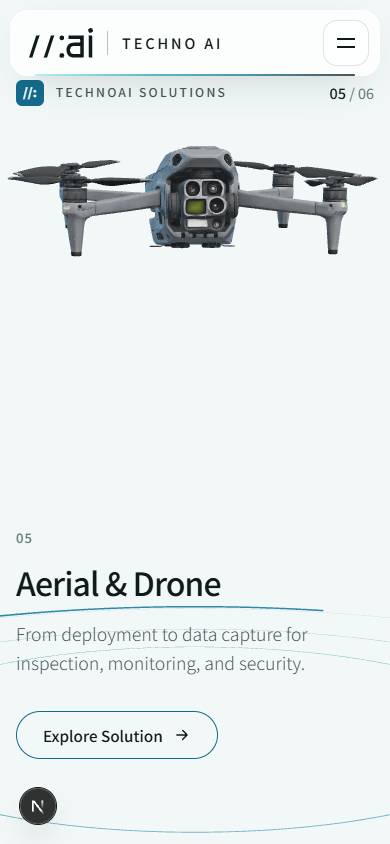 //:ai
TECHNO AI
//:
TECHNOAI SOLUTIONS
05 / 06
05
Aerial & Drone
From deployment to data capture for
inspection, monitoring, and security.
Explore Solution →
N